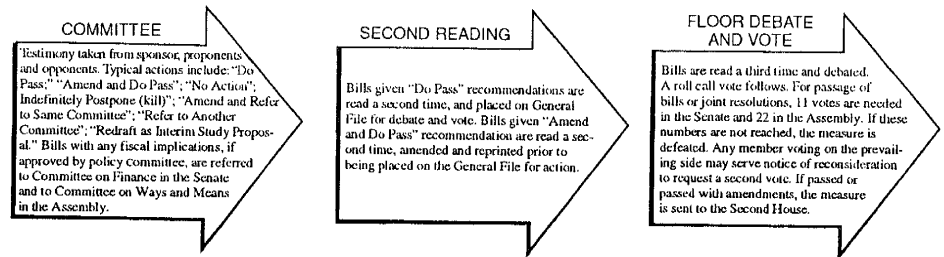 COMMITTEE
Testimony taken from sponsor, proponents
and opponents. Typical actions include: “Do
Pass;” “Amend and Do Pass”; “No Action”;
Indefinitely Postpone (kill)”; “Amend and Refer
to Same Committee”; “Refer to Another
Committee”; “Redraft as Interim Study Propos-
al.” Bills with any fiscal implications, if
approved by policy committee, are referred
to Committee on Finance in the Senate
and to Committee on Ways and Means
in the Assembly.
SECOND READING
Bills given “Do Pass” recommendations are
read a second time, and placed on General
File for debate and vote. Bills given “Amend
and Do Pass” recommendation are read a sec-
ond time, amended and reprinted prior to
being placed on the General File for action.
FLOOR DEBATE
AND VOTE
Bills are read a third time and debated.
A roll call vote follows. For passage of
bills or joint resolutions, 11 votes are needed
in the Senate and 22 in the Assembly. If these
numbers are not reached, the measure is
defeated. Any member voting on the prevail-
ing side may serve notice of reconsideration
to request a second vote. If passed or
passed with amendments, the measure
is sent to the Second House.